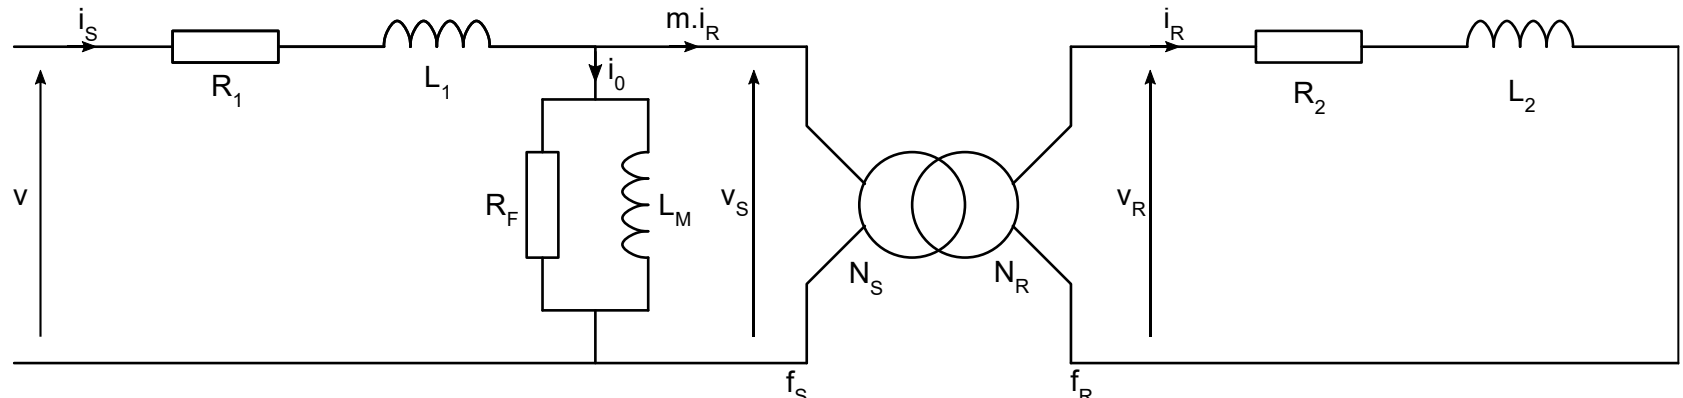 i_S
m.i_R
i_R
R_1
L_1
i_0
R_2
L_2
v
R_F
L_M
v_S
v_R
N_S
N_R
f_S
f_R